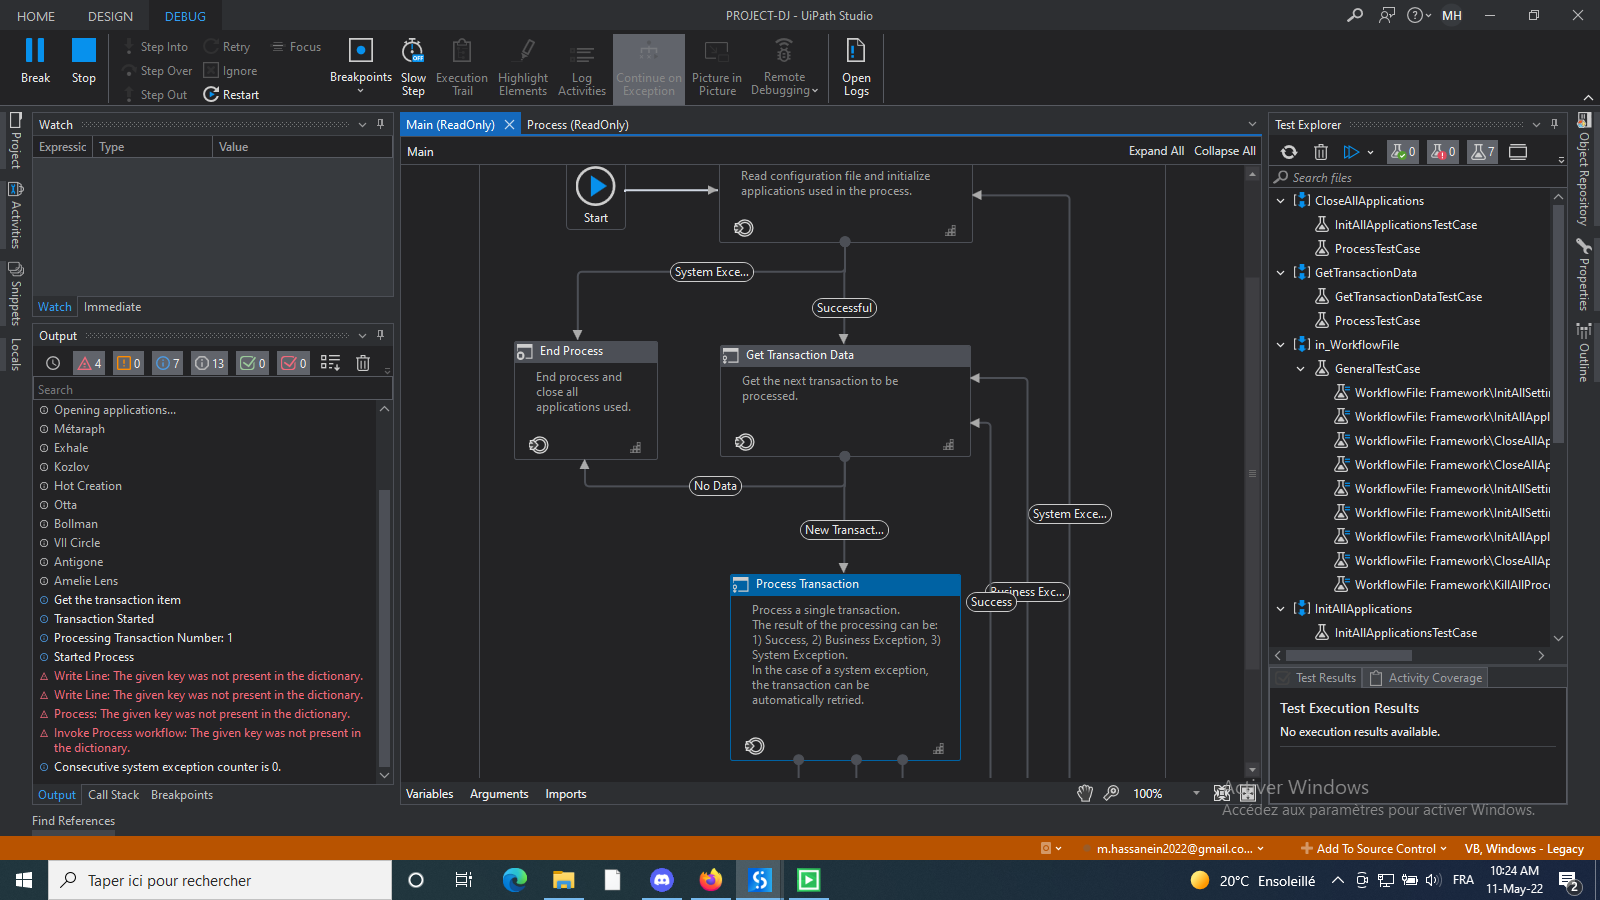 HOME DESIGN DEBUG PROJECT-DJ - UiPath Studio MH
Break
Stop
Step Into
Step Over
Step Out
Retry
Ignore
Restart
Focus
Breakpoints
Slow
Step
Execution
Trail
Highlight
Elements
Log
Activities
Continue on
Exception
Picture in
Picture
Remote
Debugging
Open
Logs
Project
Activities
Snippets
Locals
Watch
Expressic Type Value
Watch Immediate
Output
4 0 7 13 0 0
Search
Opening applications...
Métaraph
Exhale
Kozlov
Hot Creation
Otta
Bollman
VII Circle
Antigone
Amelie Lens
Get the transaction item
Transaction Started
Processing Transaction Number: 1
Started Process
Write Line: The given key was not present in the dictionary.
Write Line: The given key was not present in the dictionary.
Process: The given key was not present in the dictionary.
Invoke Process workflow: The given key was not present in
the dictionary.
Consecutive system exception counter is 0.
Output Call Stack Breakpoints
Find References
Main (ReadOnly) Process (ReadOnly)
Main Expand All Collapse All
Start
Read configuration file and initialize
applications used in the process.
System Exce...
Successful
End Process
End process and
close all
applications used.
Get Transaction Data
Get the next transaction to be
processed.
No Data
New Transact...
System Exce...
Business Exc...
Success
Process Transaction
Process a single transaction.
The result of the processing can be:
1) Success, 2) Business Exception, 3)
System Exception.
In the case of a system exception,
the transaction can be
automatically retried.
Variables Arguments Imports 100%
Test Explorer
0 0 7
Search files
CloseAllApplications
InitAllApplicationsTestCase
ProcessTestCase
GetTransactionData
GetTransactionDataTestCase
ProcessTestCase
in_WorkflowFile
GeneralTestCase
WorkflowFile: Framework\InitAllSettin
WorkflowFile: Framework\InitAllAppl
WorkflowFile: Framework\CloseAllAp
WorkflowFile: Framework\CloseAllAp
WorkflowFile: Framework\InitAllSettin
WorkflowFile: Framework\InitAllSettin
WorkflowFile: Framework\InitAllAppl
WorkflowFile: Framework\CloseAllAp
WorkflowFile: Framework\KillAllProce
InitAllApplications
InitAllApplicationsTestCase
Test Results Activity Coverage
Test Execution Results
No execution results available.
Object Repository
Properties
Outline
Activer Windows
Accédez aux paramètres pour activer Windows.
m.hassanein2022@gmail.co... Add To Source Control VB, Windows - Legacy
Taper ici pour rechercher
20°C Ensoleillé
FRA
10:24 AM
11-May-22
2